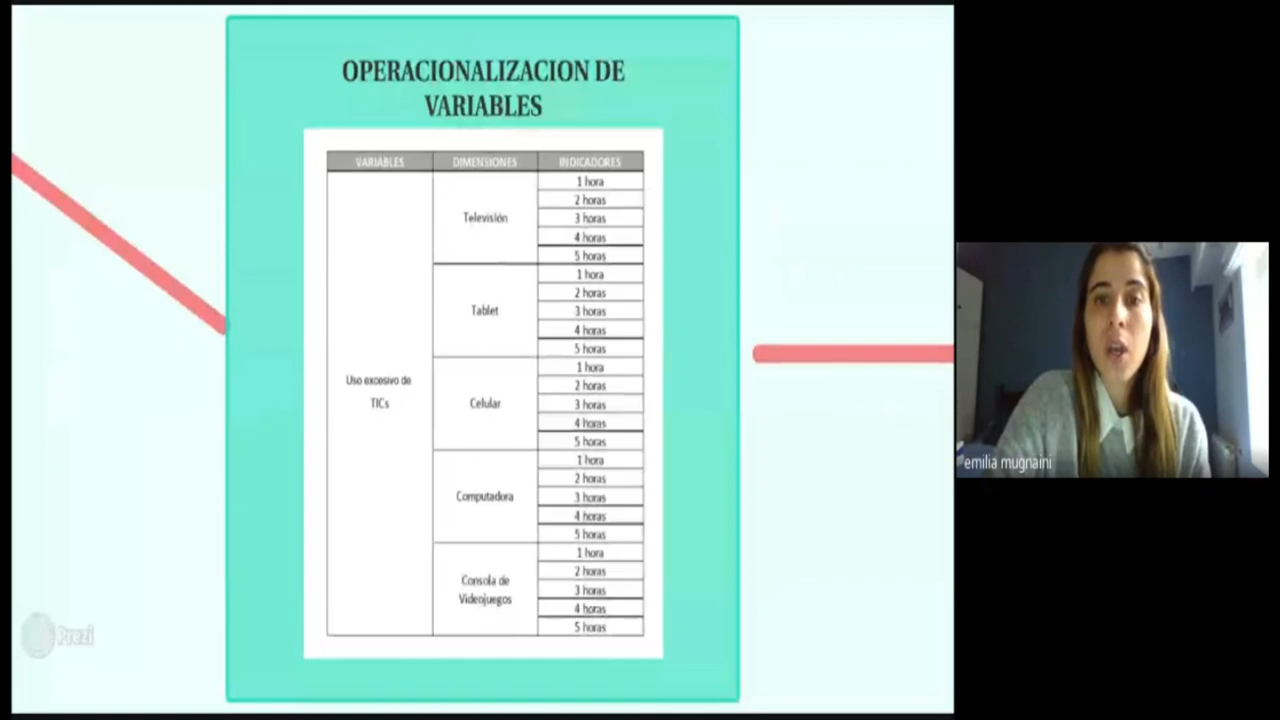 OPERACIONALIZACION DE
VARIABLES
VARIABLES DIMENSIONES INDICADORES
1 hora
2 horas
Televisión 3 horas
4 horas
5 horas
1 hora
2 horas
Tablet 3 horas
4 horas
5 horas
1 hora
Uso excesivo de 2 horas
TICs Celular 3 horas
4 horas
5 horas
1 hora
2 horas
Computadora 3 horas
4 horas
5 horas
1 hora
Consola de 2 horas
Videojuegos 3 horas
4 horas
5 horas
emilia mugnaini
Prezi